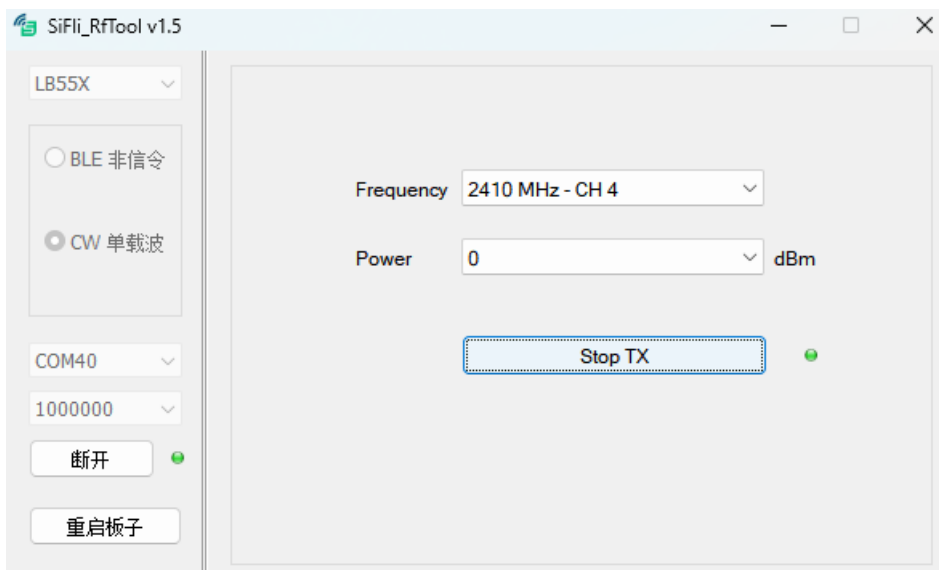 SiFli_RfTool v1.5
LB55X
BLE 非信令
CW 单载波
COM40
1000000
断开
重启板子
Frequency 2410 MHz - CH 4
Power 0 dBm
Stop TX